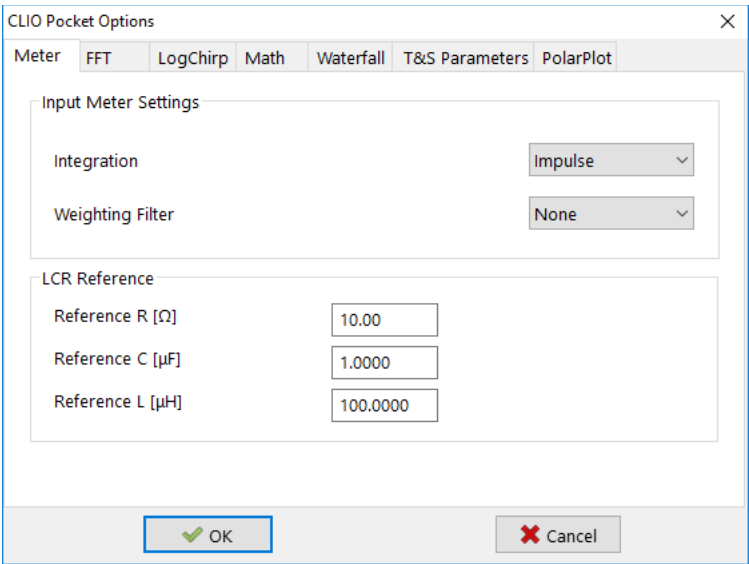 CLIO Pocket Options
Meter FFT LogChirp Math Waterfall T&S Parameters PolarPlot
Input Meter Settings
Integration Impulse
Weighting Filter None
LCR Reference
Reference R [Ω] 10.00
Reference C [µF] 1.0000
Reference L [µH] 100.0000
OK Cancel